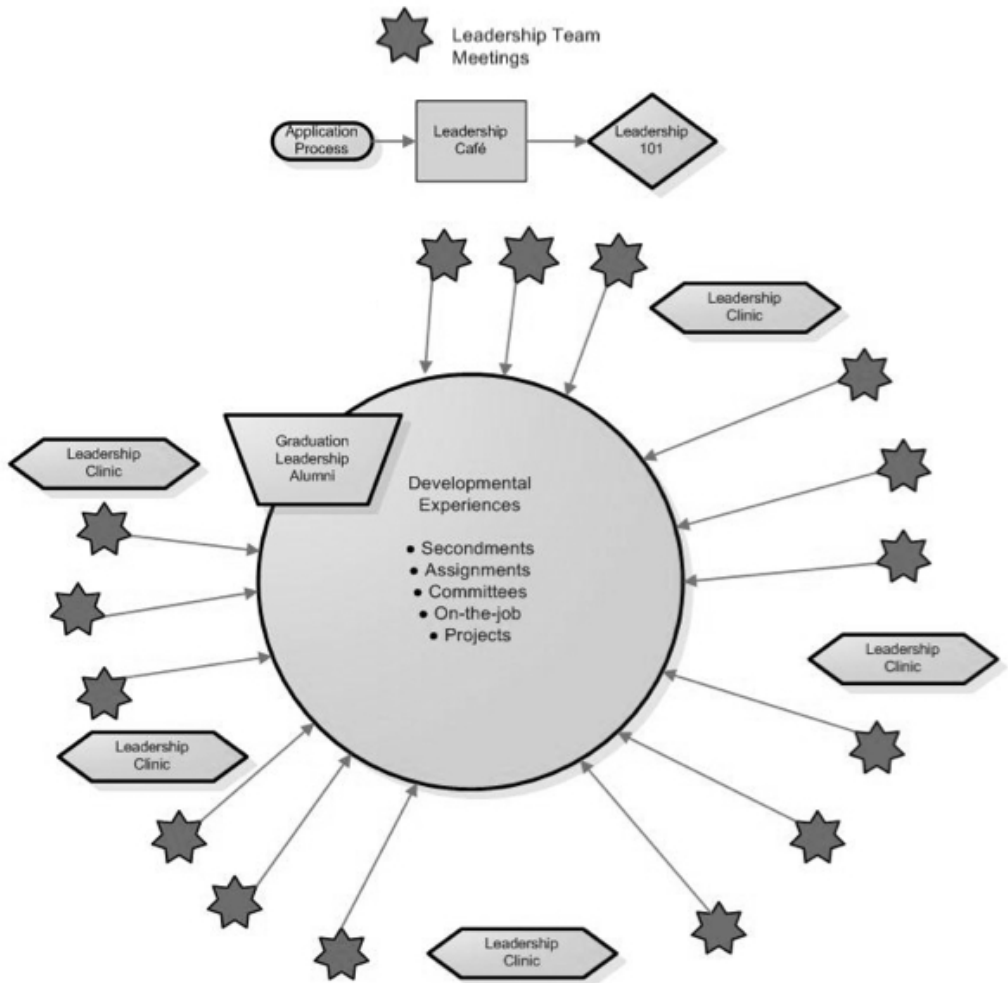 Leadership Team
Meetings
Application
Process
Leadership
Café
Leadership
101
Leadership
Clinic
Graduation
Leadership
Alumni
Leadership
Clinic
Developmental
Experiences
• Secondments
• Assignments
• Committees
• On-the-job
• Projects
Leadership
Clinic
Leadership
Clinic
Leadership
Clinic